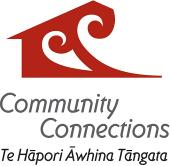 Community
Connections
Te Hāpori Āwhina Tāngata